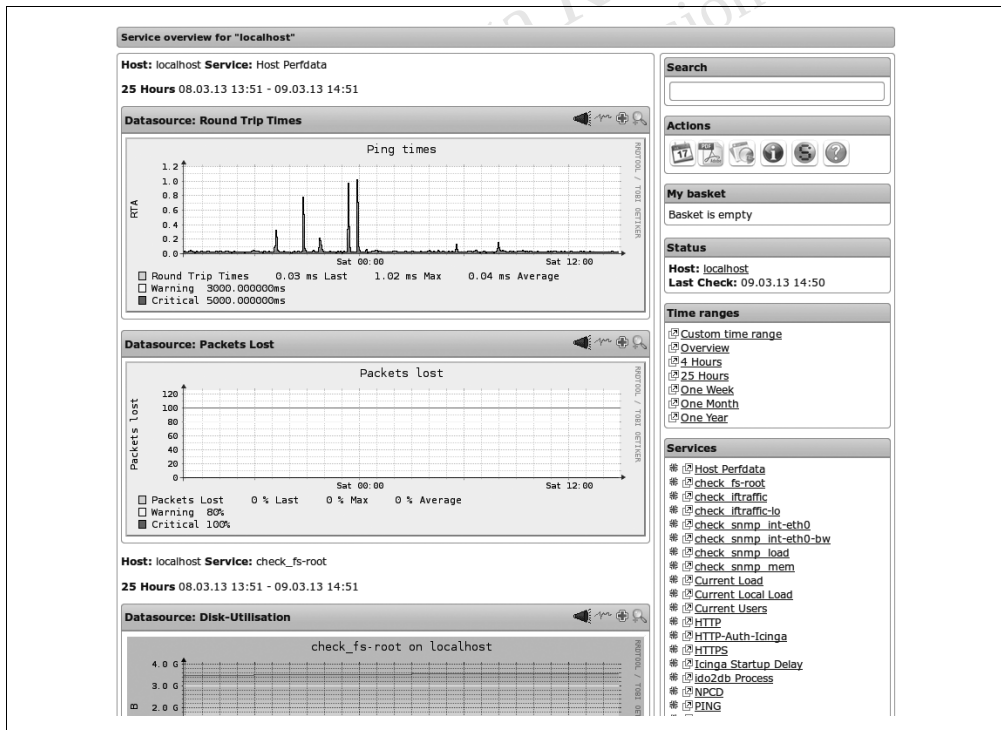 Service overview for "localhost"
Host: localhost Service: Host Perfdata
25 Hours 08.03.13 13:51 - 09.03.13 14:51
Datasource: Round Trip Times
Ping times
RRDTOOL / TOBI OETIKER
RTA
1.2
1.0
0.8
0.6
0.4
0.2
0.0
Sat 00:00 Sat 12:00
Round Trip Times 0.03 ms Last 1.02 ms Max 0.04 ms Average
Warning 3000.000000ms
Critical 5000.000000ms
Datasource: Packets Lost
Packets lost
RRDTOOL / TOBI OETIKER
Packets lost
120
100
80
60
40
20
0
Sat 00:00 Sat 12:00
Packets Lost 0 % Last 0 % Max 0 % Average
Warning 80%
Critical 100%
Host: localhost Service: check_fs-root
25 Hours 08.03.13 13:51 - 09.03.13 14:51
Datasource: Disk-Utilisation
check_fs-root on localhost
RRDTOOL / TOBI
B
4.0 G
3.0 G
2.0 G
Search
Actions
17
PDF
S
?
My basket
Basket is empty
Status
Host: localhost
Last Check: 09.03.13 14:50
Time ranges
Custom time range
Overview
4 Hours
25 Hours
One Week
One Month
One Year
Services
Host Perfdata
check_fs-root
check_iftraffic
check_iftraffic-lo
check_snmp_int-eth0
check_snmp_int-eth0-bw
check_snmp_load
check_snmp_mem
Current Load
Current Local Load
Current Users
HTTP
HTTP-Auth-Icinga
HTTPS
Icinga Startup Delay
ido2db Process
NPCD
PING